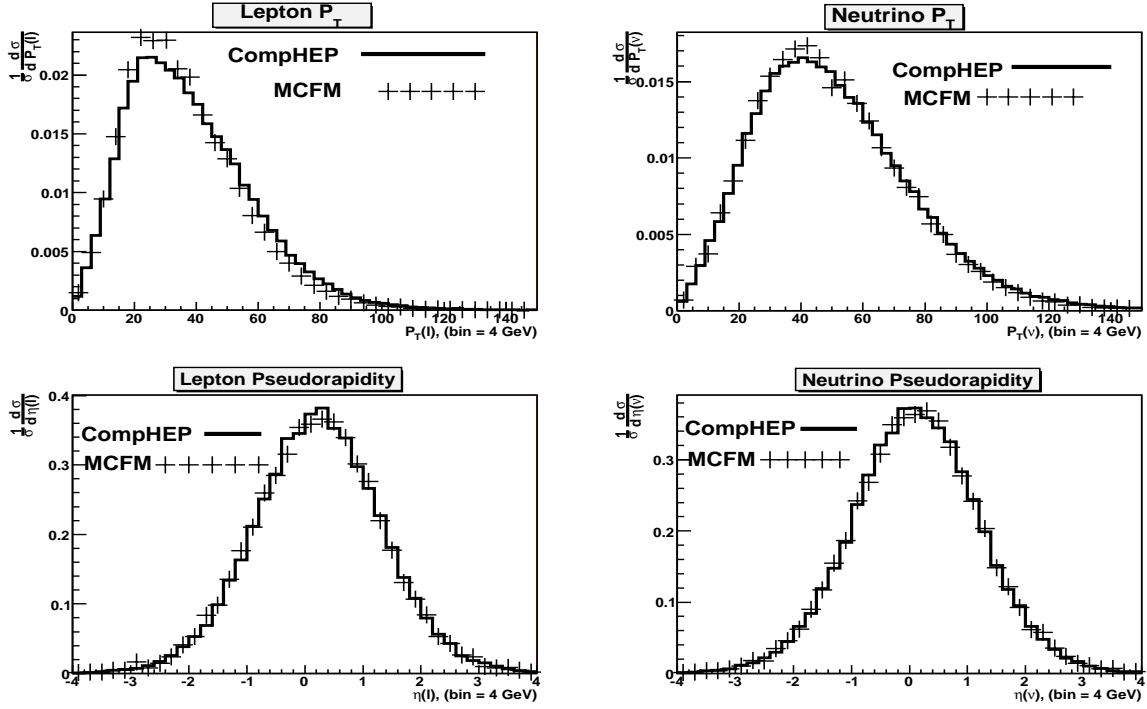 Lepton P_T
1/σ dσ/dP_T(l)
CompHEP
MCFM
0.02
0.015
0.01
0.005
0
0 20 40 60 80 100 120 140
P_T(l), (bin = 4 GeV)
Neutrino P_T
1/σ dσ/dP_T(ν)
CompHEP
MCFM
0.015
0.01
0.005
0
0 20 40 60 80 100 120 140
P_T(ν), (bin = 4 GeV)
Lepton Pseudorapidity
1/σ dσ/dη(l)
CompHEP
MCFM
0.4
0.3
0.2
0.1
0
-4 -3 -2 -1 0 1 2 3 4
η(l), (bin = 4 GeV)
Neutrino Pseudorapidity
1/σ dσ/dη(ν)
CompHEP
MCFM
0.3
0.2
0.1
0
-4 -3 -2 -1 0 1 2 3 4
η(ν), (bin = 4 GeV)